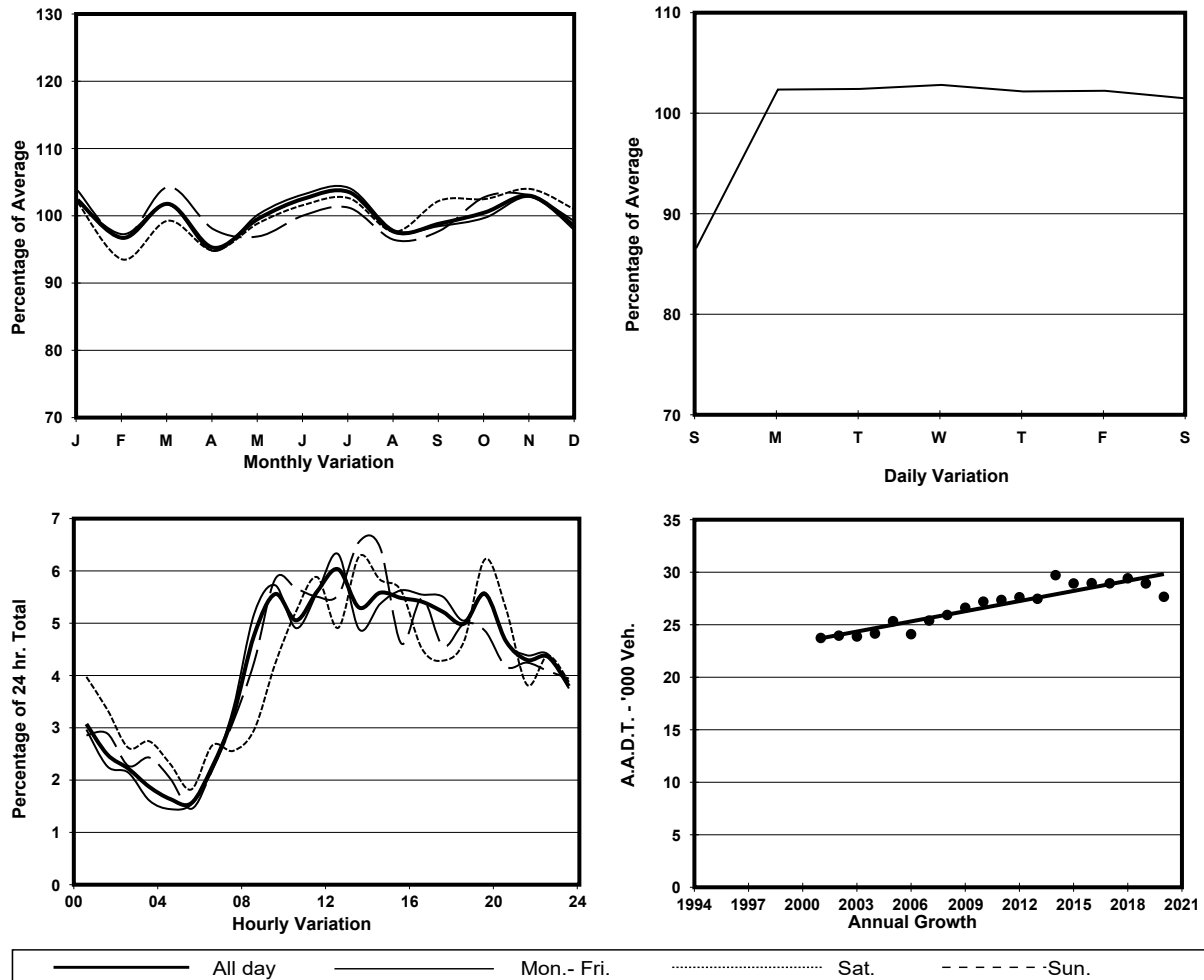 130
120
110
100
90
80
70
Percentage of Average
J F M A M J J A S O N D
Monthly Variation
110
100
90
80
70
Percentage of Average
S M T W T F S
Daily Variation
7
6
5
4
3
2
1
0
Percentage of 24 hr. Total
00 04 08 12 16 20 24
Hourly Variation
35
30
25
20
15
10
5
0
A.A.D.T. - '000 Veh.
1994 1997 2000 2003 2006 2009 2012 2015 2018 2021
Annual Growth
All day Mon.- Fri. Sat. Sun.